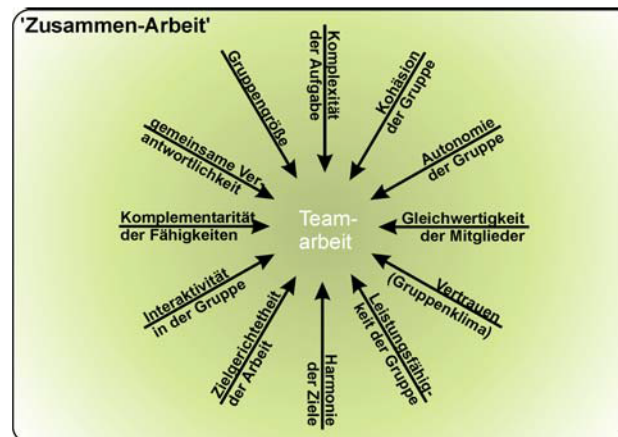 'Zusammen-Arbeit'
Komplexität
der Aufgabe
Kohäsion
der Gruppe
Autonomie
der Gruppe
Gleichwertigkeit
der Mitglieder
Vertrauen
(Gruppenklima)
Leistungsfähig-
keit der Gruppe
Harmonie
der Ziele
Zielgerichtetheit
der Arbeit
Interaktivität
in der Gruppe
Komplementarität
der Fähigkeiten
gemeinsame Ver
antwortlichkeit
Gruppengröße
Team-
arbeit